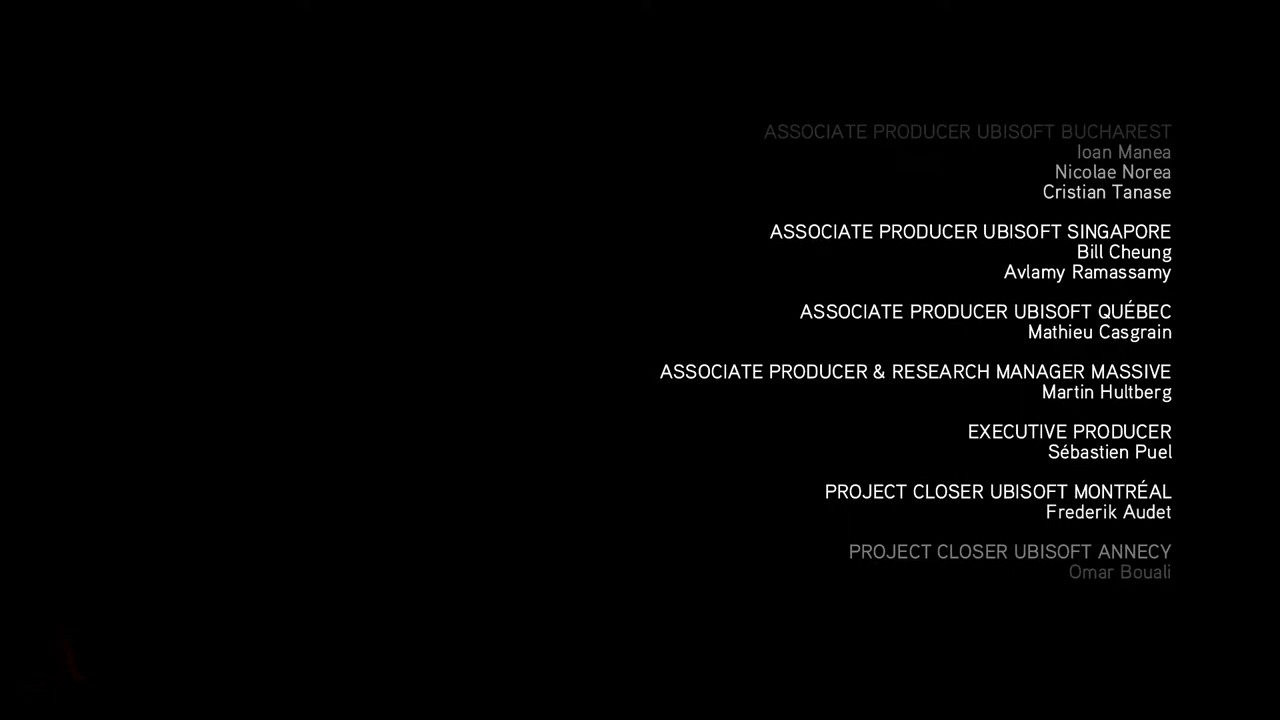 ASSOCIATE PRODUCER UBISOFT BUCHAREST
Ioan Manea
Nicolae Norea
Cristian Tanase
ASSOCIATE PRODUCER UBISOFT SINGAPORE
Bill Cheung
Avlamy Ramassamy
ASSOCIATE PRODUCER UBISOFT QUÉBEC
Mathieu Casgrain
ASSOCIATE PRODUCER & RESEARCH MANAGER MASSIVE
Martin Hultberg
EXECUTIVE PRODUCER
Sébastien Puel
PROJECT CLOSER UBISOFT MONTRÉAL
Frederik Audet
PROJECT CLOSER UBISOFT ANNECY
Omar Bouali